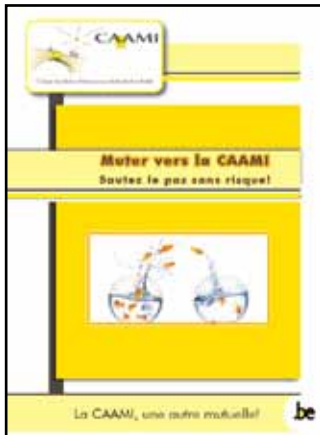 CAAMI
Muter vers la CAAMI
Sautez le pas sans risque!
La CAAMI, une autre mutuelle!
.be